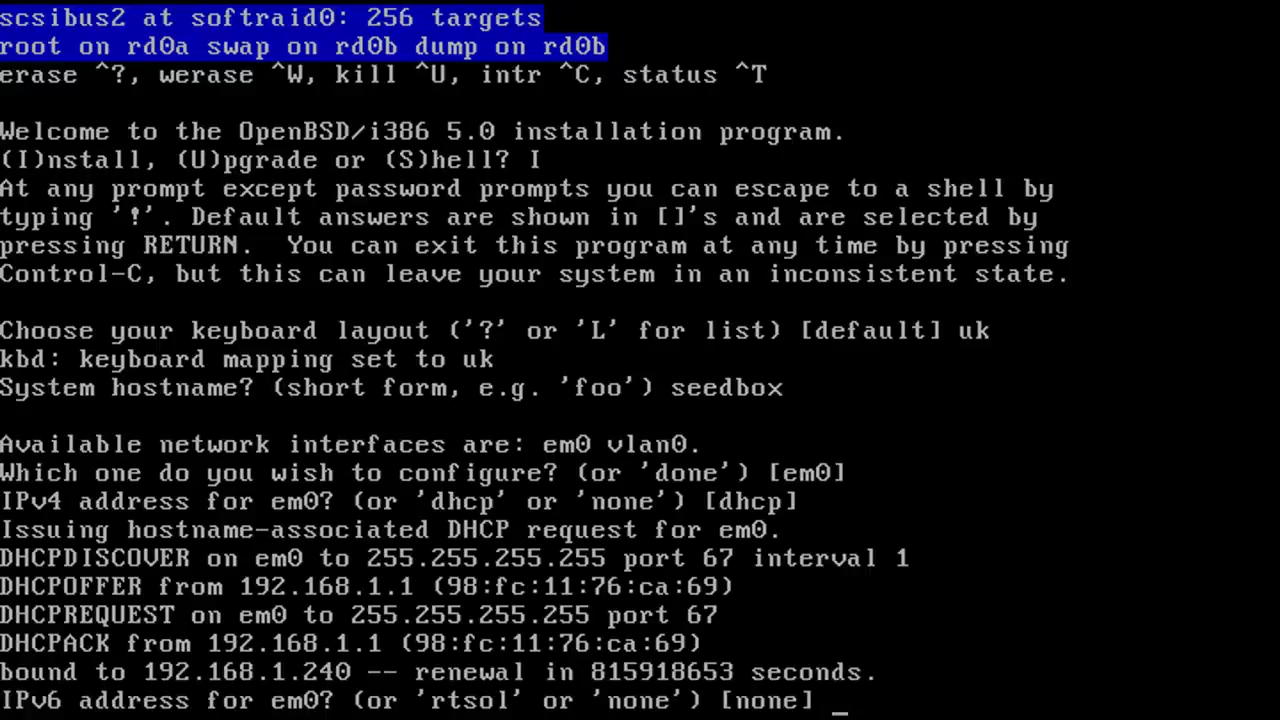 scsibus2 at softraid0: 256 targets
root on rd0a swap on rd0b dump on rd0b
erase ^?, werase ^W, kill ^U, intr ^C, status ^T
Welcome to the OpenBSD/i386 5.0 installation program.
(I)nstall, (U)pgrade or (S)hell? I
At any prompt except password prompts you can escape to a shell by
typing '!'. Default answers are shown in []'s and are selected by
pressing RETURN.  You can exit this program at any time by pressing
Control-C, but this can leave your system in an inconsistent state.
Choose your keyboard layout ('?' or 'L' for list) [default] uk
kbd: keyboard mapping set to uk
System hostname? (short form, e.g. 'foo') seedbox
Available network interfaces are: em0 vlan0.
Which one do you wish to configure? (or 'done') [em0]
IPv4 address for em0? (or 'dhcp' or 'none') [dhcp]
Issuing hostname-associated DHCP request for em0.
DHCPDISCOVER on em0 to 255.255.255.255 port 67 interval 1
DHCPOFFER from 192.168.1.1 (98:fc:11:76:ca:69)
DHCPREQUEST on em0 to 255.255.255.255 port 67
DHCPACK from 192.168.1.1 (98:fc:11:76:ca:69)
bound to 192.168.1.240 -- renewal in 815918653 seconds.
IPv6 address for em0? (or 'rtsol' or 'none') [none] _